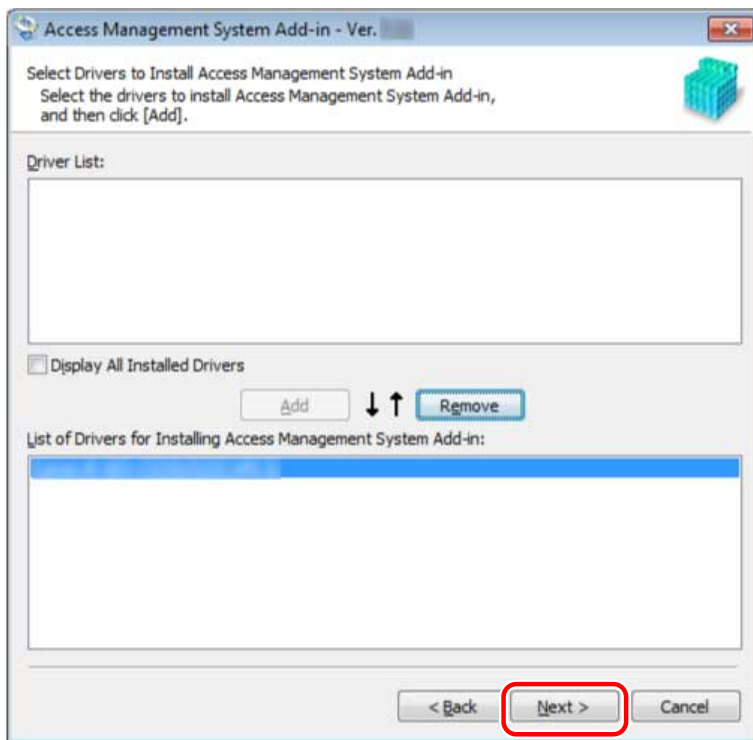 Access Management System Add-in - Ver.
Select Drivers to Install Access Management System Add-in
Select the drivers to install Access Management System Add-in,
and then click [Add].
Driver List:
Display All Installed Drivers
Add ↓↑ Remove
List of Drivers for Installing Access Management System Add-in:
< Back Next > Cancel